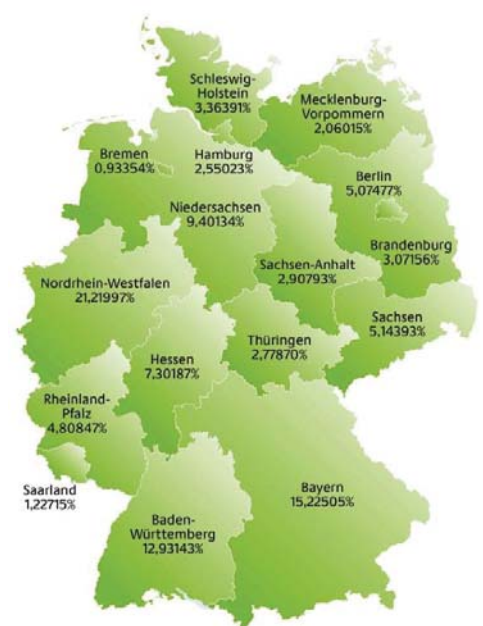 Schleswig-
Holstein
3,36391%
Mecklenburg-
Vorpommern
2,06015%
Bremen
0,93354%
Hamburg
2,55023%
Berlin
5,07477%
Niedersachsen
9,40134%
Brandenburg
3,07156%
Sachsen-Anhalt
2,90793%
Nordrhein-Westfalen
21,21997%
Sachsen
5,14393%
Thüringen
2,77870%
Hessen
7,30187%
Rheinland-
Pfalz
4,80847%
Saarland
1,22715%
Bayern
15,22505%
Baden-
Württemberg
12,93143%